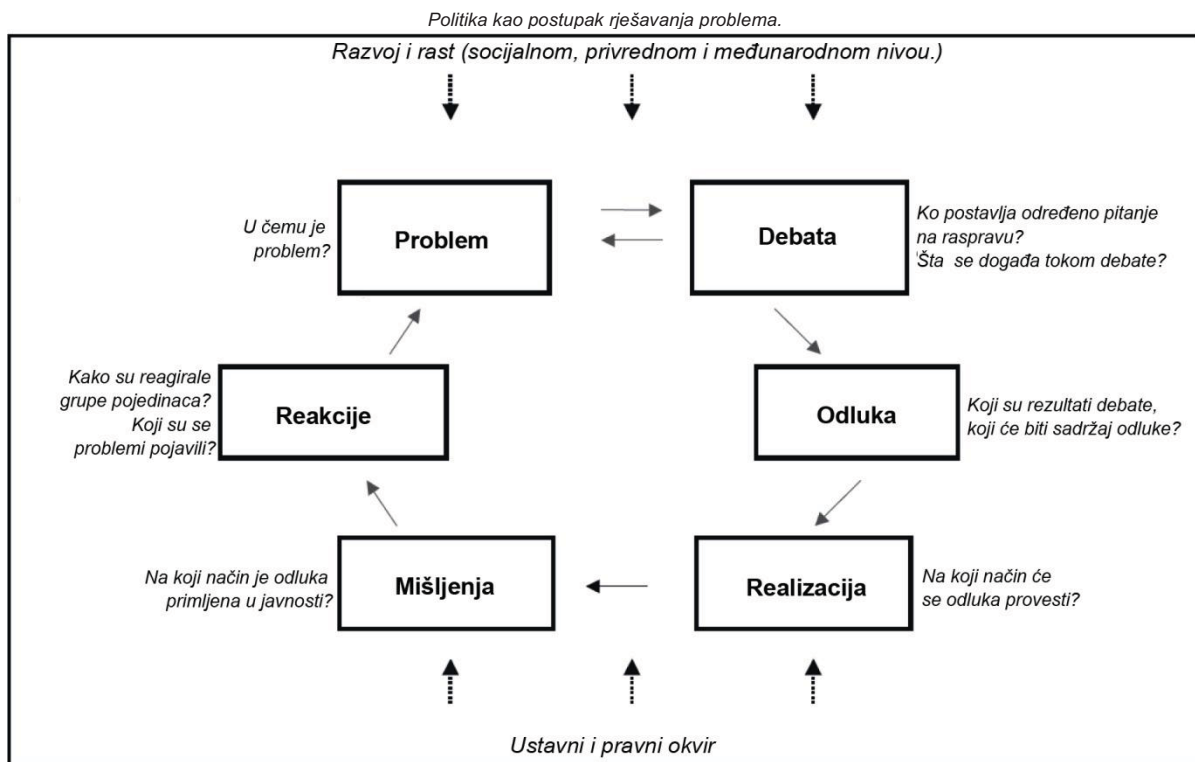 Politika kao postupak rješavanja problema.
Razvoj i rast (socijalnom, privrednom i međunarodnom nivou.)
U čemu je
problem?
Problem
Debata
Ko postavlja određeno pitanje
na raspravu?
Šta se događa tokom debate?
Kako su reagirale
grupe pojedinaca?
Koji su se
problemi pojavili?
Reakcije
Odluka
Koji su rezultati debate,
koji će biti sadržaj odluke?
Na koji način je odluka
primljena u javnosti?
Mišljenja
Realizacija
Na koji način će
se odluka provesti?
Ustavni i pravni okvir